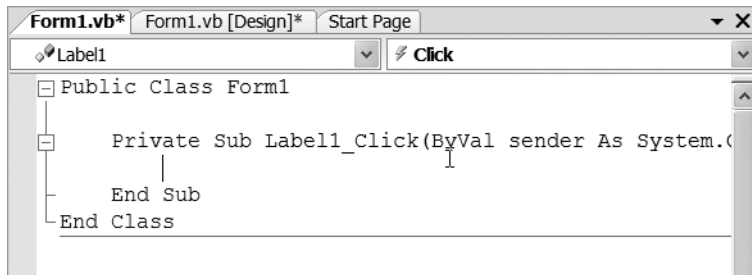 Form1.vb* Form1.vb [Design]* Start Page
Label1 Click
Public Class Form1
Private Sub Label1_Click(ByVal sender As System.
End Sub
End Class